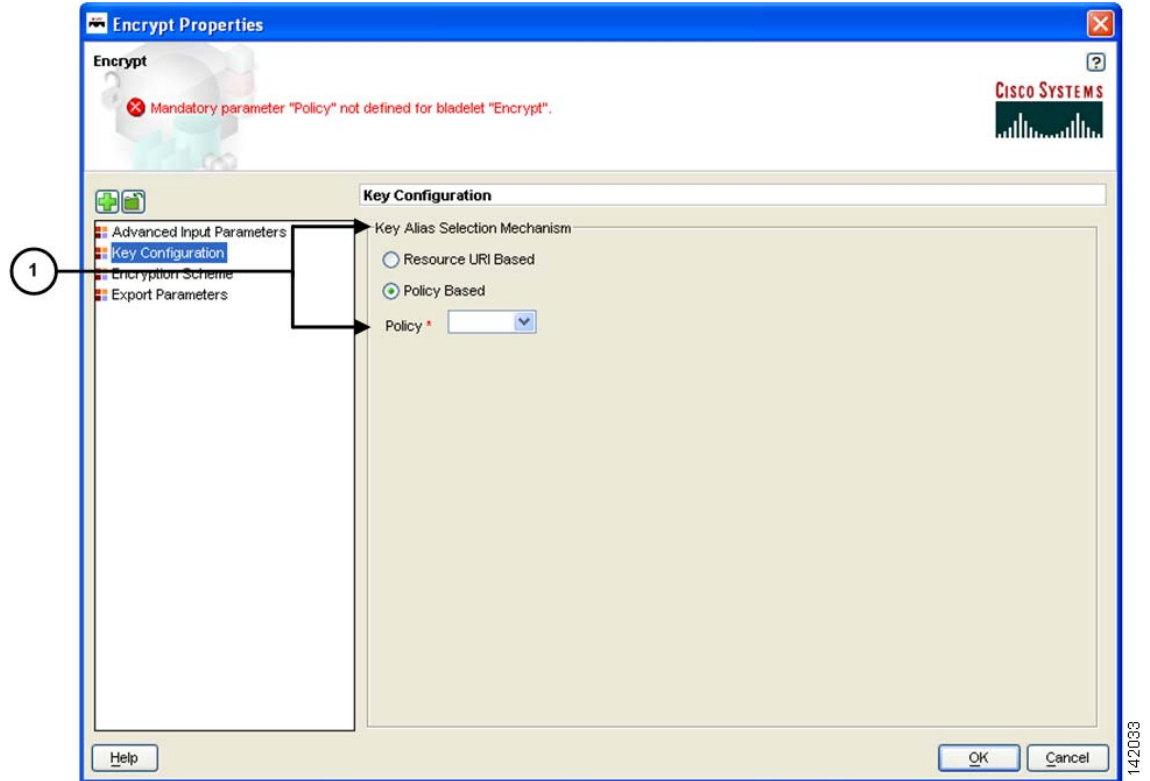 Encrypt Properties
Encrypt
?
Mandatory parameter "Policy" not defined for bladelet "Encrypt".
CISCO SYSTEMS
Key Configuration
Advanced Input Parameters
Key Configuration
Encryption Scheme
Export Parameters
Key Alias Selection Mechanism
Resource URI Based
Policy Based
Policy *
1
Help
OK
Cancel
142033